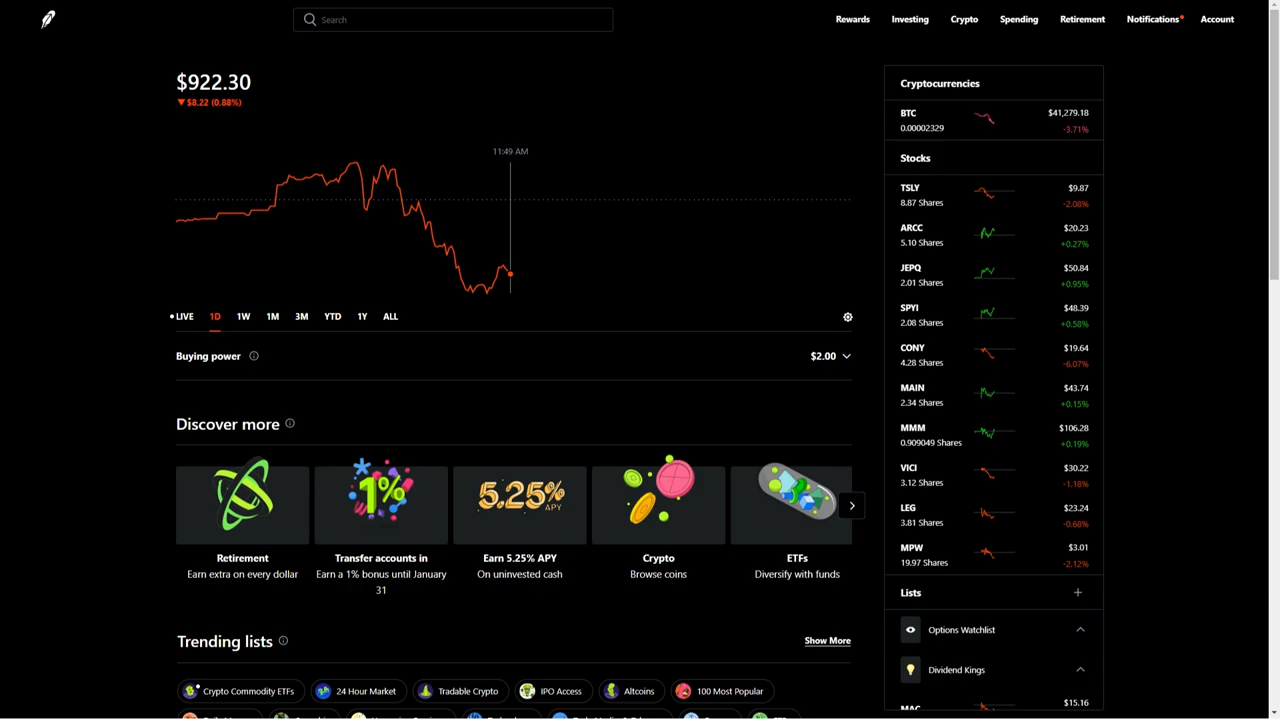 Search
Rewards
Investing
Crypto
Spending
Retirement
Notifications
Account
$922.30
$8.22 (0.88%)
11:49 AM
LIVE
1D
1W
1M
3M
YTD
1Y
ALL
Buying power
$2.00
Discover more
1%
5.25%
APY
Retirement
Earn extra on every dollar
Transfer accounts in
Earn a 1% bonus until January
31
Earn 5.25% APY
On uninvested cash
Crypto
Browse coins
ETFs
Diversify with funds
Trending lists
Show More
Crypto Commodity ETFs
24 Hour Market
Tradable Crypto
IPO Access
Altcoins
100 Most Popular
Cryptocurrencies
BTC
0.00002329
$41,279.18
-3.71%
Stocks
TSLY
8.87 Shares
$9.87
-2.08%
ARCC
5.10 Shares
$20.23
+0.27%
JEPQ
2.01 Shares
$50.84
+0.95%
SPYI
2.08 Shares
$48.39
+0.58%
CONY
4.28 Shares
$19.64
-6.07%
MAIN
2.34 Shares
$43.74
+0.15%
MMM
0.909049 Shares
$106.28
+0.19%
VICI
3.12 Shares
$30.22
-1.18%
LEG
3.81 Shares
$23.24
-0.68%
MPW
19.97 Shares
$3.01
-2.12%
Lists
Options Watchlist
Dividend Kings
$15.16